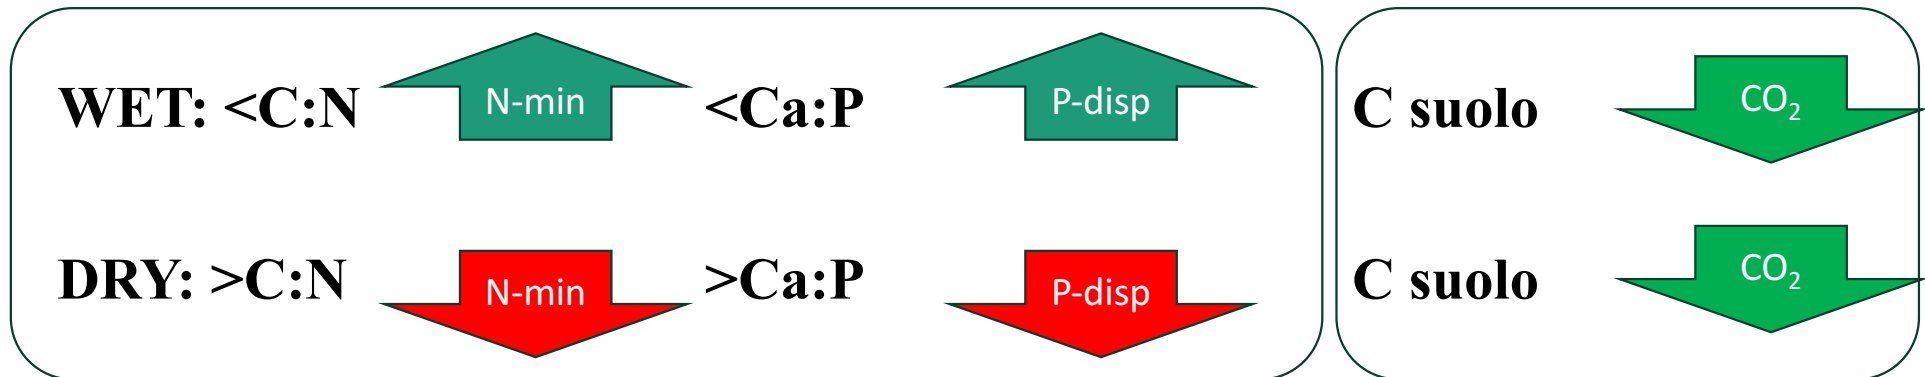 WET: <C:N N-min <Ca:P P-disp C suolo CO₂
DRY: >C:N N-min >Ca:P P-disp C suolo CO₂